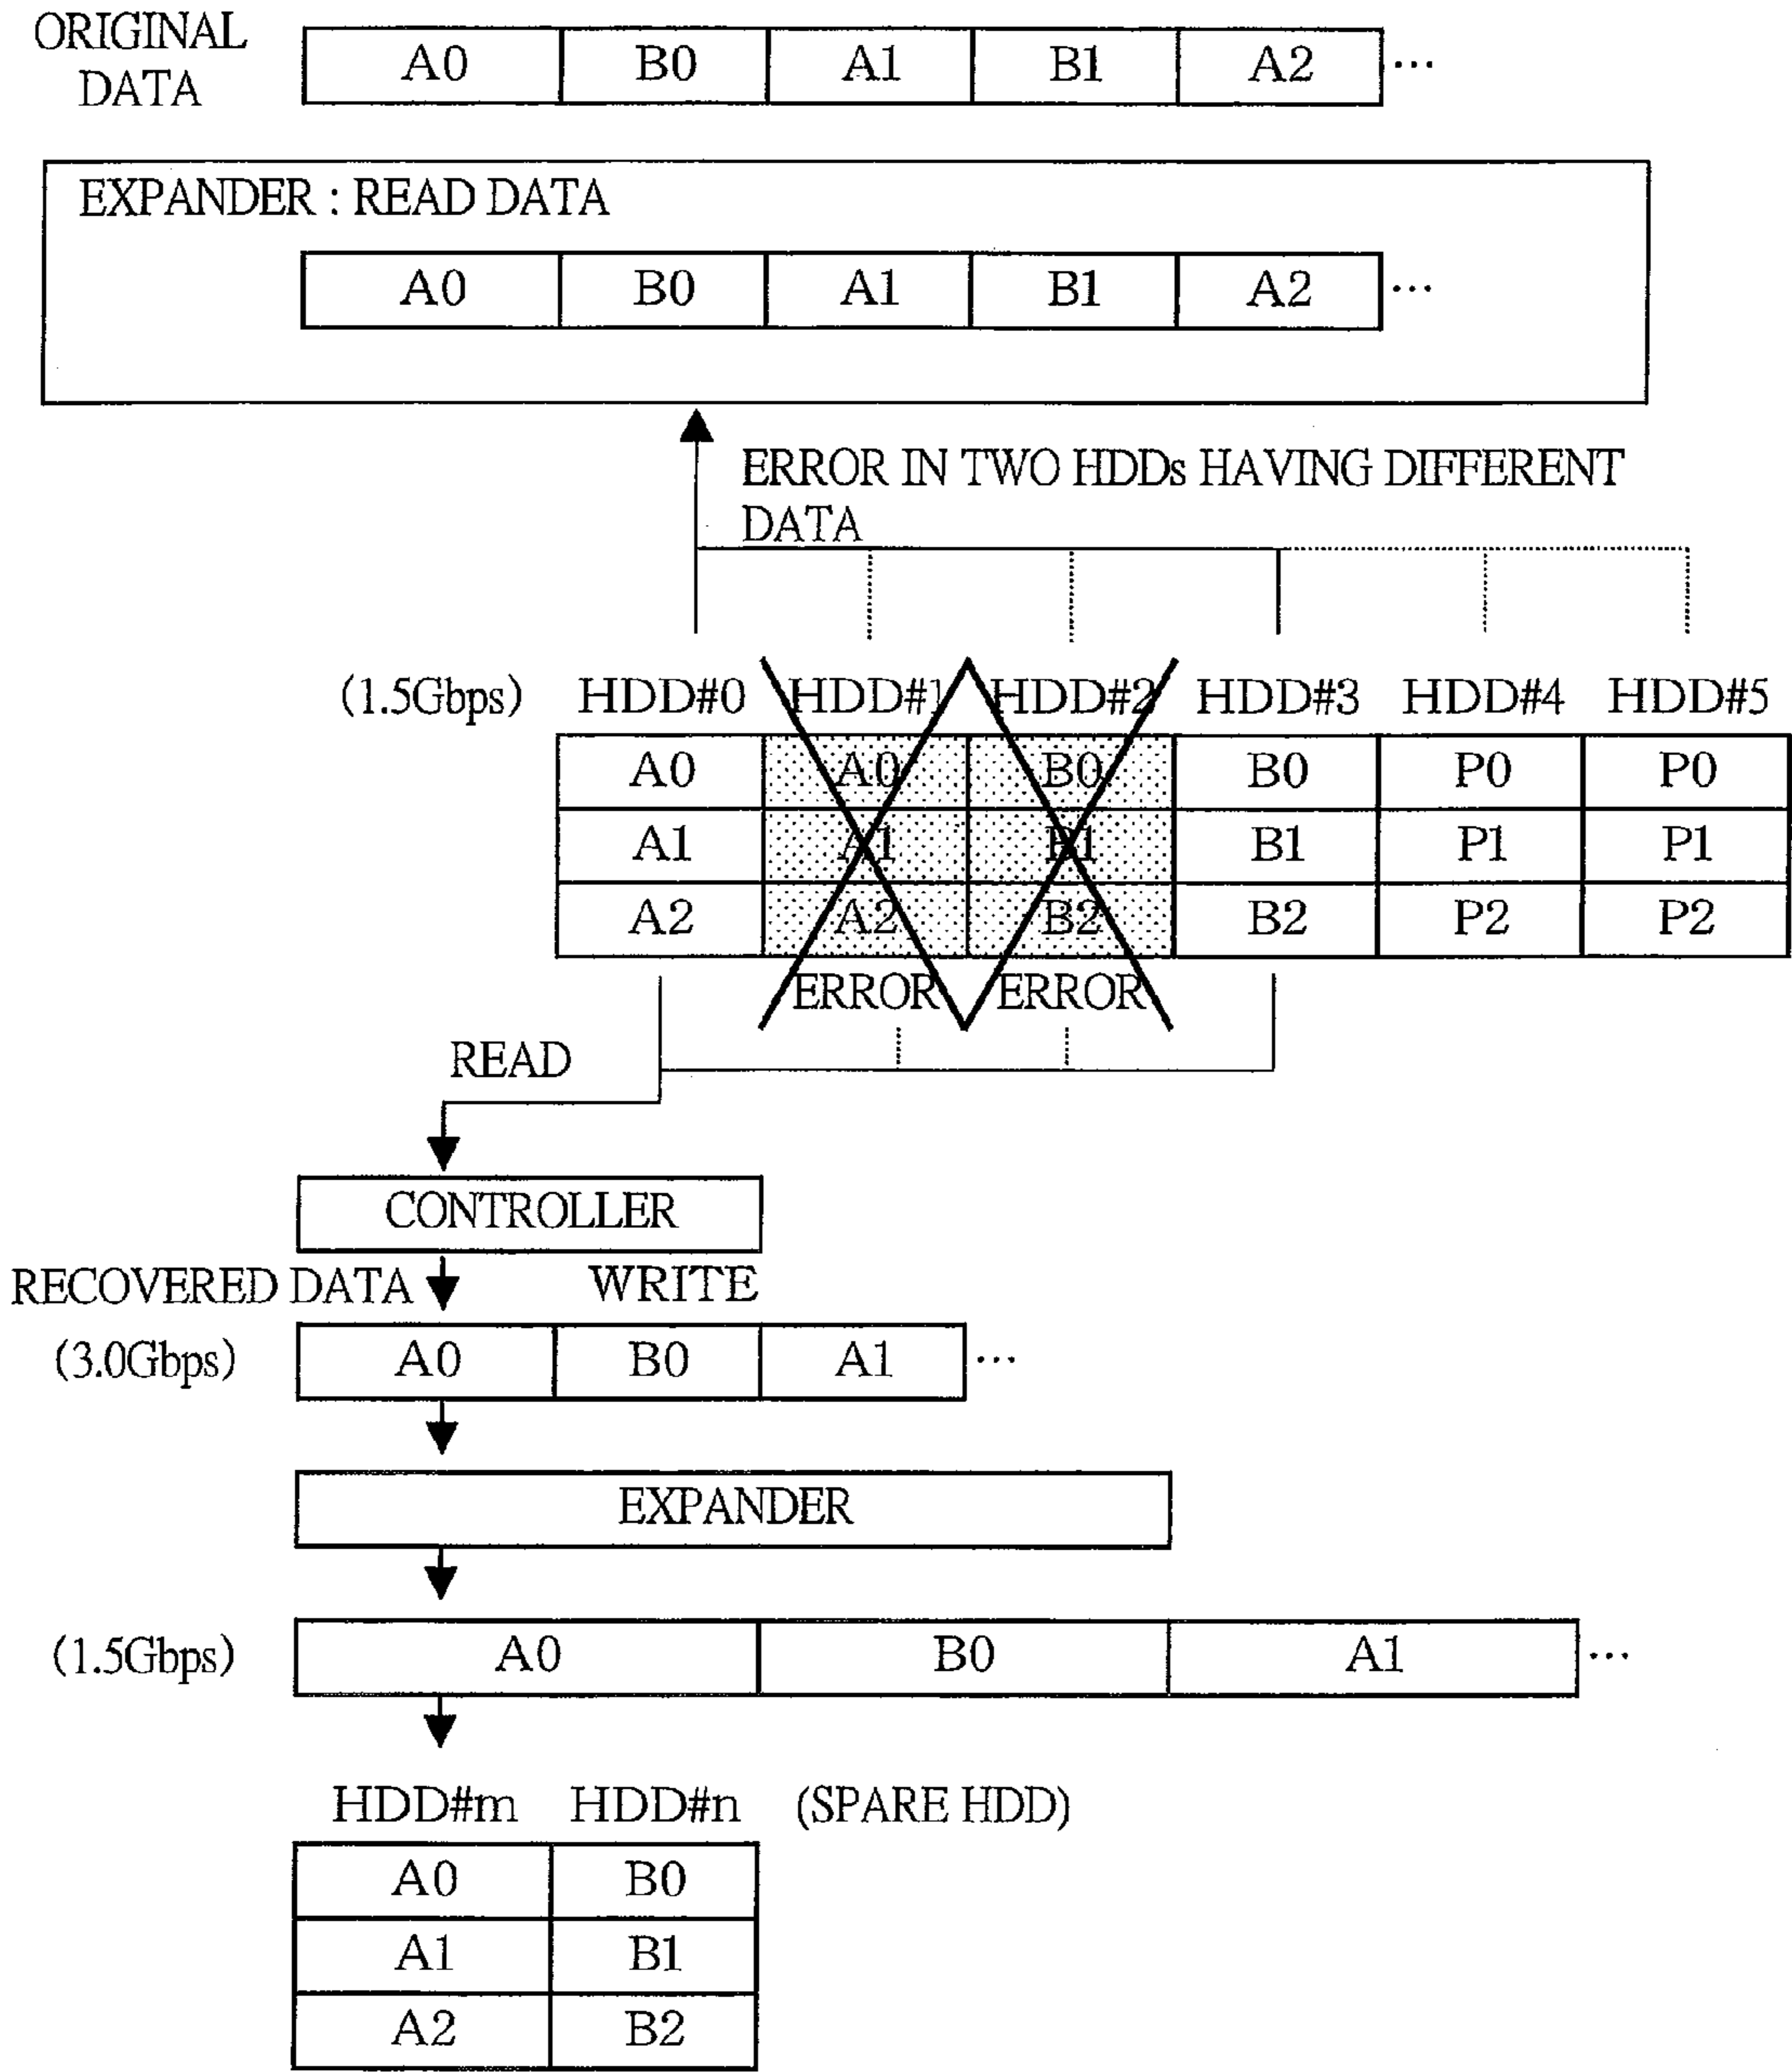 ORIGINAL
DATA
A0 B0 A1 B1 A2 ...
EXPANDER : READ DATA
A0 B0 A1 B1 A2 ...
ERROR IN TWO HDDs HAVING DIFFERENT
DATA
(1.5Gbps) HDD#0 HDD#1 HDD#2 HDD#3 HDD#4 HDD#5
A0 A0 B0 B0 P0 P0
A1 A1 B1 B1 P1 P1
A2 A2 B2 B2 P2 P2
ERROR ERROR
READ
CONTROLLER
RECOVERED DATA WRITE
(3.0Gbps) A0 B0 A1 ...
EXPANDER
(1.5Gbps) A0 B0 A1 ...
HDD#m HDD#n (SPARE HDD)
A0 B0
A1 B1
A2 B2